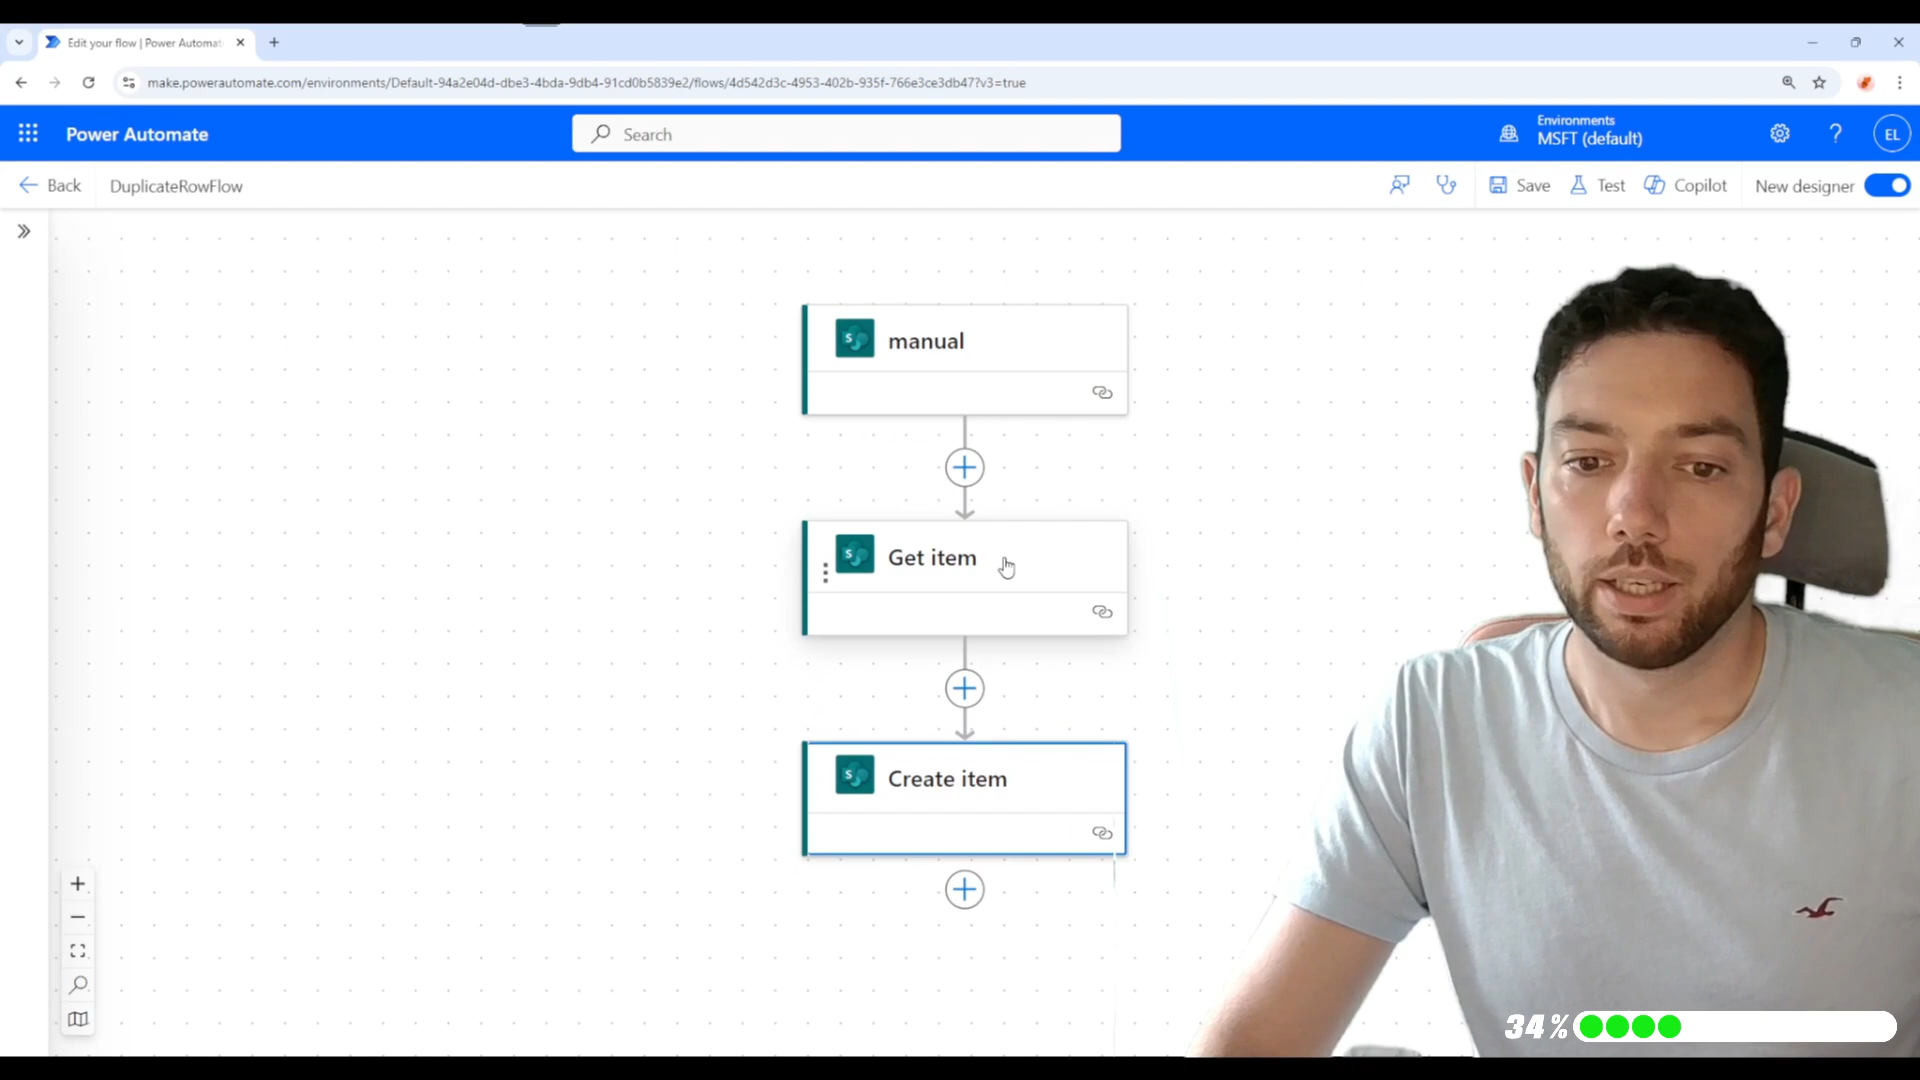 Edit your flow | Power Automat
make.powerautomate.com/environments/Default-94a2e04d-dbe3-4bda-9db4-91cd0b5839e2/flows/4d542d3c-4953-402b-935f-766e3ce3db47?v3=true
Power Automate
Search
Environments
MSFT (default)
?
EL
Back
DuplicateRowFlow
Save
Test
Copilot
New designer
S
manual
S
Get item
S
Create item
34%